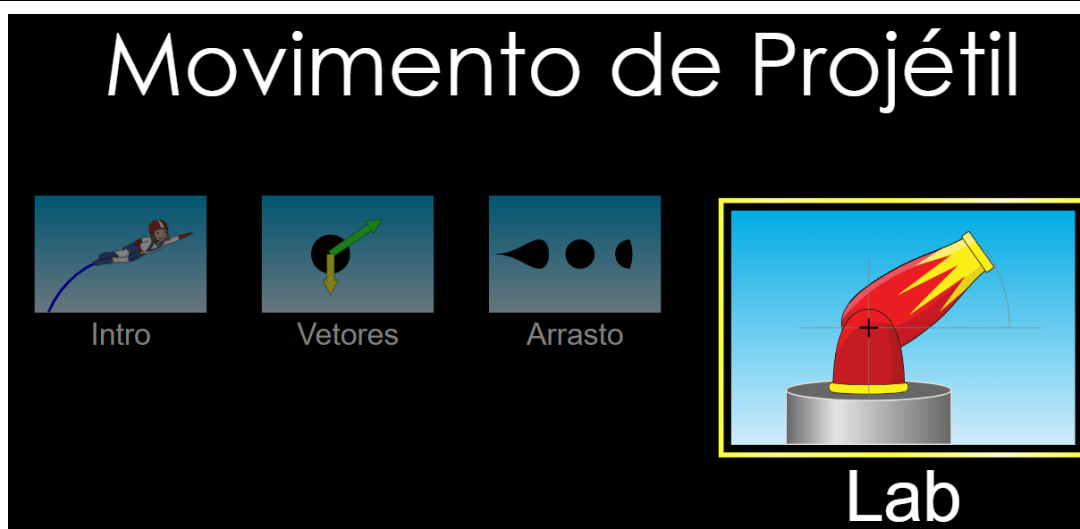 Movimento de Projétil
Intro
Vetores
Arrasto
Lab